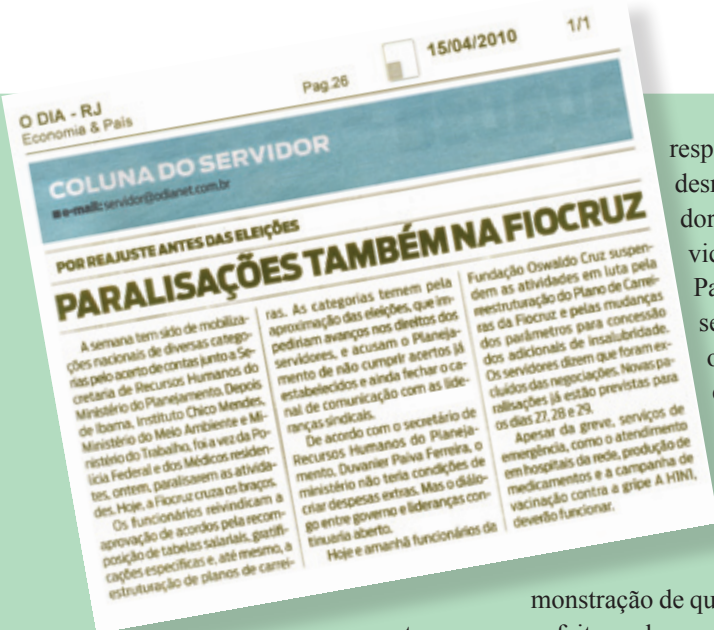 O DIA - RJ
Economia & País
Pag.26
15/04/2010
1/1
COLUNA DO SERVIDOR
e-mail: servidor@odianet.com.br
POR REAJUSTE ANTES DAS ELEIÇÕES
PARALISAÇÕES TAMBÉM NA FIOCRUZ
A semana tem sido de mobiliza-
ções nacionais de diversas catego-
rias pelo acerto de contas junto a Se-
cretaria de Recursos Humanos do
Ministério do Planejamento. Depois
de Ibama, Instituto Chico Mendes,
Ministério do Meio Ambiente e Mi-
nistério do Trabalho, foi a vez da Po-
lícia Federal e dos Médicos residen-
tes, ontem, paralisarem as ativida-
des. Hoje, a Fiocruz cruza os braços.
Os funcionários reivindicam a
aprovação de acordos pela recom-
posição de tabelas salariais, gratifi-
cações específicas e, até mesmo, a
estruturação de planos de carrei-
ras. As categorias temem pela
aproximação das eleições, que im-
pediriam avanços nos direitos dos
servidores, e acusam o Planeja-
mento de não cumprir acertos já
estabelecidos e ainda fechar o ca-
nal de comunicação com as lide-
ranças sindicais.
De acordo com o secretário de
Recursos Humanos do Planeja-
mento, Duvanier Paiva Ferreira, o
ministério não teria condições de
criar despesas extras. Mas o diálo-
go entre governo e lideranças con-
tinuaria aberto.
Hoje e amanhã funcionários da
Fundação Oswaldo Cruz suspen-
dem as atividades em luta pela
reestruturação do Plano de Carrei-
ras da Fiocruz e pelas mudanças
dos parâmetros para concessão
dos adicionais de insalubridade.
Os servidores dizem que foram ex-
cluídos das negociações. Novas pa-
ralisações já estão previstas para
os dias 27, 28 e 29.
Apesar da greve, serviços de
emergência, como o atendimento
em hospitais da rede, produção de
medicamentos e a campanha de
vacinação contra a gripe A H1N1,
deverão funcionar.
resp
desr
dor
vic
Pa
se
monstração de qu